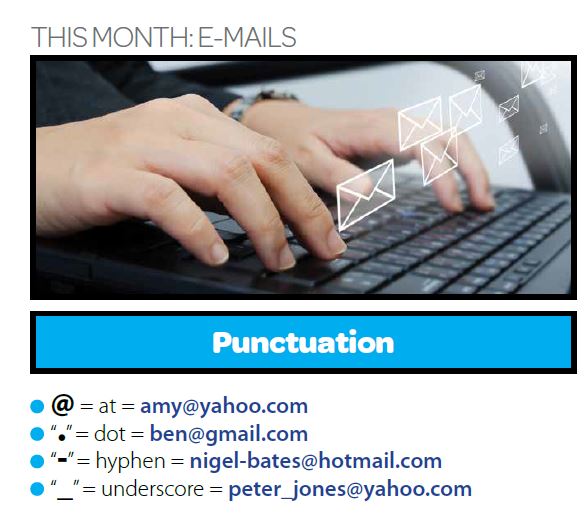 THIS MONTH: E-MAILS
Punctuation
@ = at = amy@yahoo.com
“.” = dot = ben@gmail.com
“-” = hyphen = nigel-bates@hotmail.com
“_” = underscore = peter_jones@yahoo.com